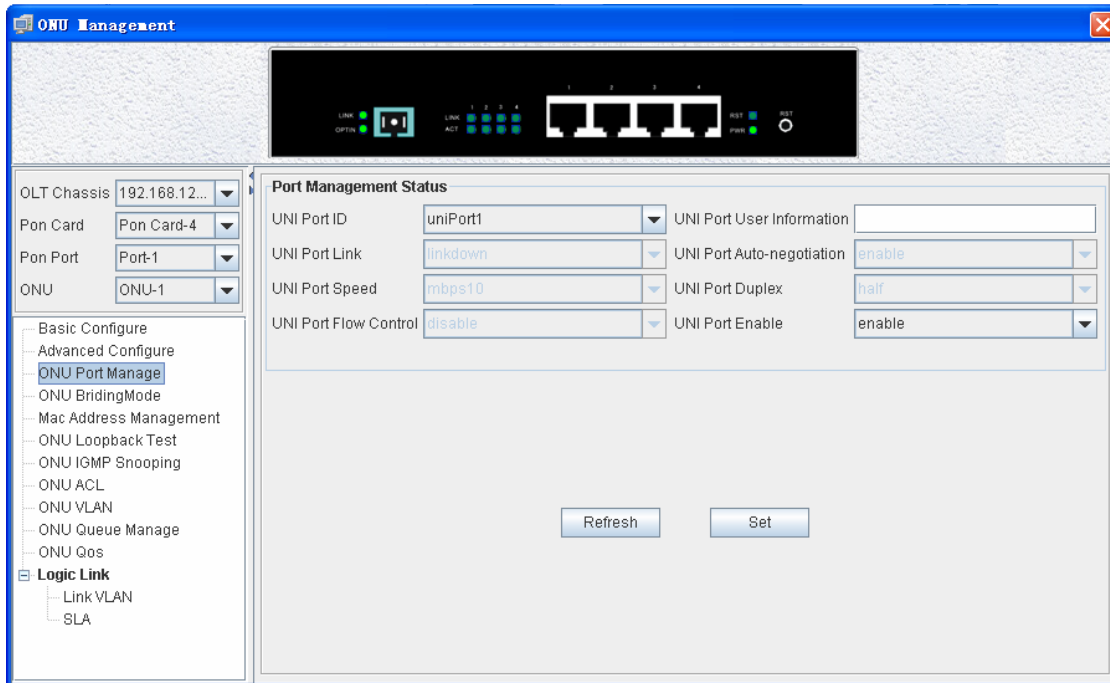 ONU Management
1 2 3 4
1 2 3 4
LINK
OPTIN
LINK
ACT
RST
PWR
RST
OLT Chassis 192.168.12...
Pon Card Pon Card-4
Pon Port Port-1
ONU ONU-1
Basic Configure
Advanced Configure
ONU Port Manage
ONU BridingMode
Mac Address Management
ONU Loopback Test
ONU IGMP Snooping
ONU ACL
ONU VLAN
ONU Queue Manage
ONU Qos
Logic Link
Link VLAN
SLA
Port Management Status
UNI Port ID uniPort1 UNI Port User Information
UNI Port Link linkdown UNI Port Auto-negotiation enable
UNI Port Speed mbps10 UNI Port Duplex half
UNI Port Flow Control disable UNI Port Enable enable
Refresh Set